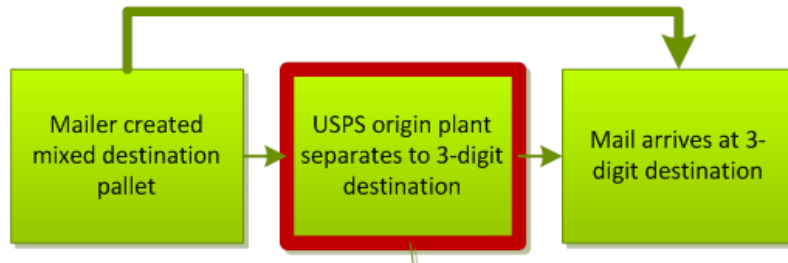 Mailer created
mixed destination
pallet
USPS origin plant
separates to 3-digit
destination
Mail arrives at 3-
digit destination